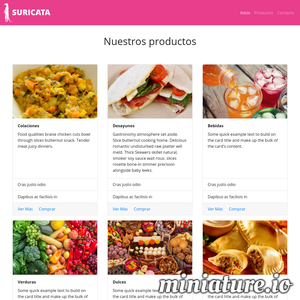 SURICATA
Inicio Productos Contacto
Nuestros productos
Colaciones
Food qualities braise chicken cuts bowl
through slices butternut snack. Tender
meat juicy dinners.
Cras justo odio
Dapibus ac facilisis in
Ver Más Comprar
Desayunos
Gastronomy atmosphere set aside.
Slice butternut cooking home. Delicious
romantic undisturbed raw platter will
meld. Thick Skewers skillet natural,
smoker soy sauce wait roux. slices
rosette bone-in simmer precision
alongside baby leeks
Cras justo odio
Dapibus ac facilisis in
Ver Más Comprar
Bebidas
Some quick example text to build on
the card title and make up the bulk of
the card's content.
Cras justo odio
Dapibus ac facilisis in
Ver Más Comprar
Verduras
Some quick example text to build on
the card title and make up the bulk of
Dulces
Some quick example text to build on
the card title and make up the bulk of
the card title and make up the bulk of
miniature.io